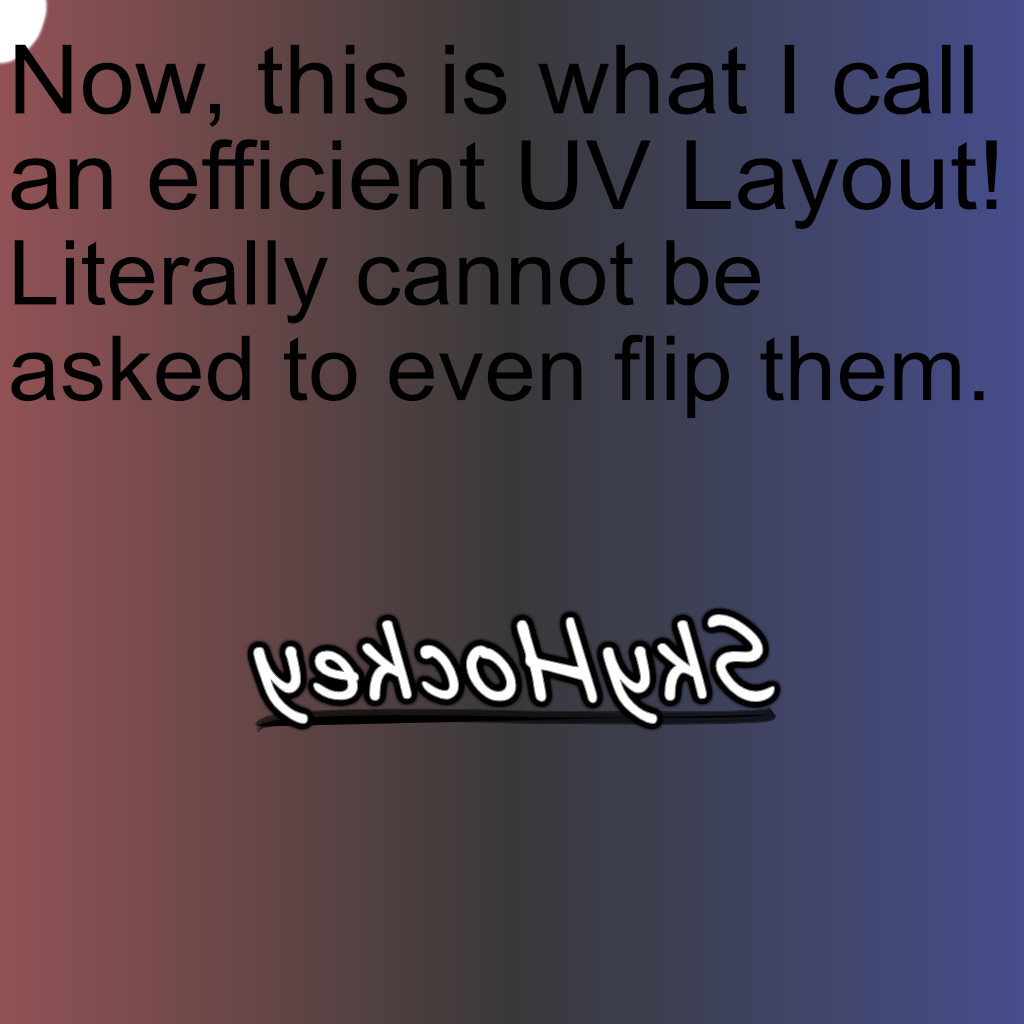 Now, this is what I call
an efficient UV Layout!
Literally cannot be
asked to even flip them.
SkyHockey